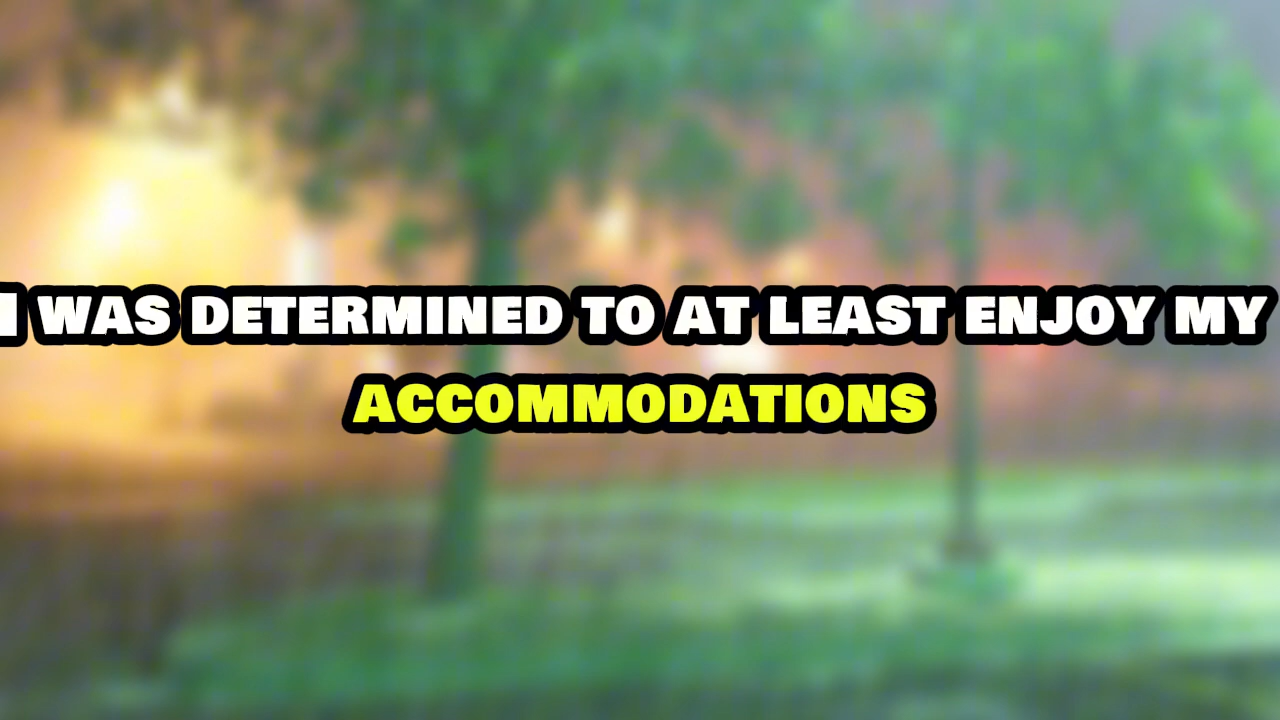 I WAS DETERMINED TO AT LEAST ENJOY MY
ACCOMMODATIONS